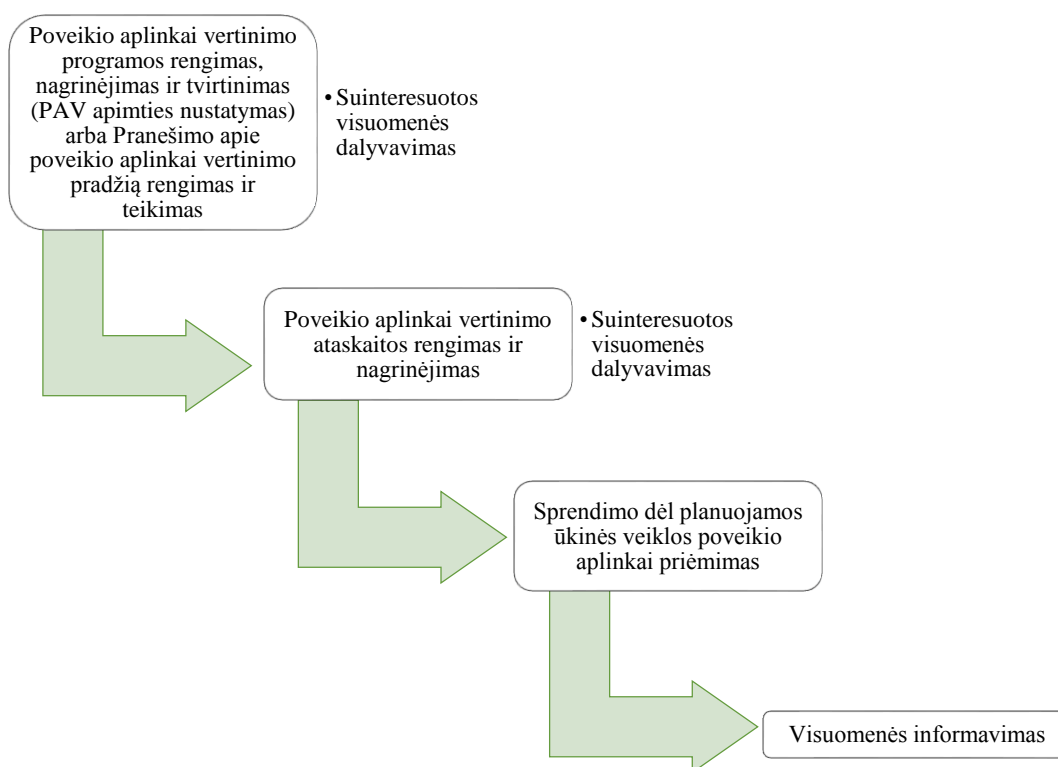 Poveikio aplinkai vertinimo
programos rengimas,
nagrinėjimas ir tvirtinimas
(PAV apimties nustatymas)
arba Pranešimo apie
poveikio aplinkai vertinimo
pradžią rengimas ir
teikimas
• Suinteresuotos
visuomenės
dalyvavimas
Poveikio aplinkai vertinimo
ataskaitos rengimas ir
nagrinėjimas
• Suinteresuotos
visuomenės
dalyvavimas
Sprendimo dėl planuojamos
ūkinės veiklos poveikio
aplinkai priėmimas
Visuomenės informavimas